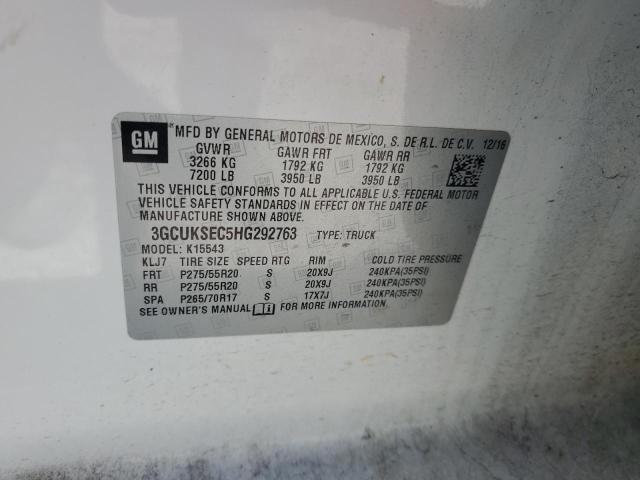 GM MFD BY GENERAL MOTORS DE MEXICO, S. DE R.L. DE C.V. 12/16
GVWR GAWR FRT GAWR RR
3266 KG 1792 KG 1792 KG
7200 LB 3950 LB 3950 LB
THIS VEHICLE CONFORMS TO ALL APPLICABLE U.S. FEDERAL MOTOR
VEHICLE SAFETY STANDARDS IN EFFECT ON THE DATE OF
MANUFACTURE SHOWN ABOVE.
3GCUKSEC5HG292763 TYPE: TRUCK
MODEL: K15543
KLJ7 TIRE SIZE SPEED RTG RIM COLD TIRE PRESSURE
FRT P275/55R20 S 20X9J 240KPA(35PSI)
RR P275/55R20 S 20X9J 240KPA(35PSI)
SPA P265/70R17 S 17X7J 240KPA(35PSI)
SEE OWNER'S MANUAL FOR MORE INFORMATION.